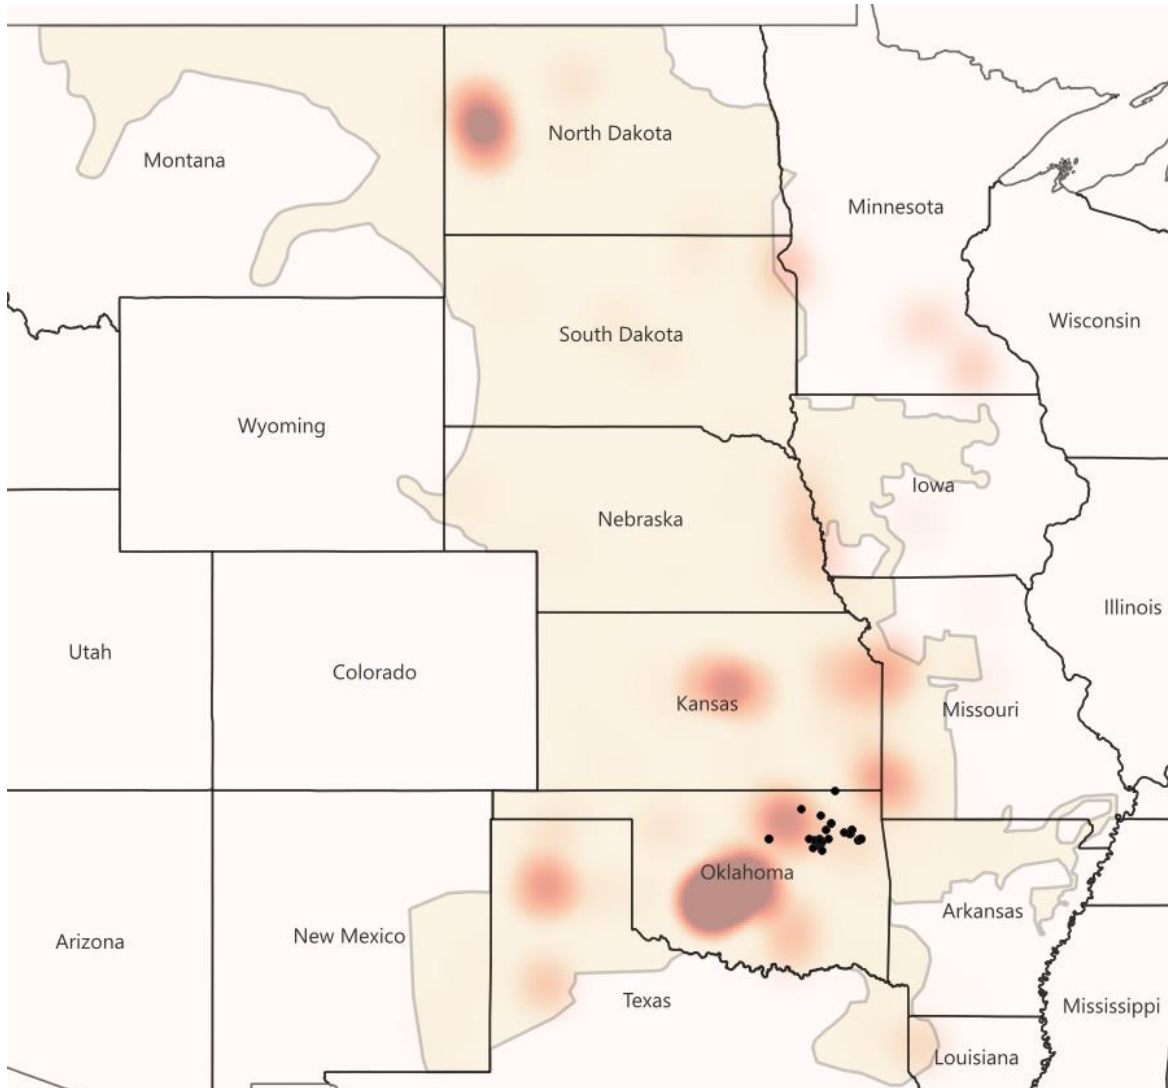 North Dakota
Montana
Minnesota
Wisconsin
South Dakota
Wyoming
Iowa
Nebraska
Illinois
Utah
Colorado
Kansas
Missouri
Oklahoma
Arkansas
New Mexico
Arizona
Texas
Mississippi
Louisiana